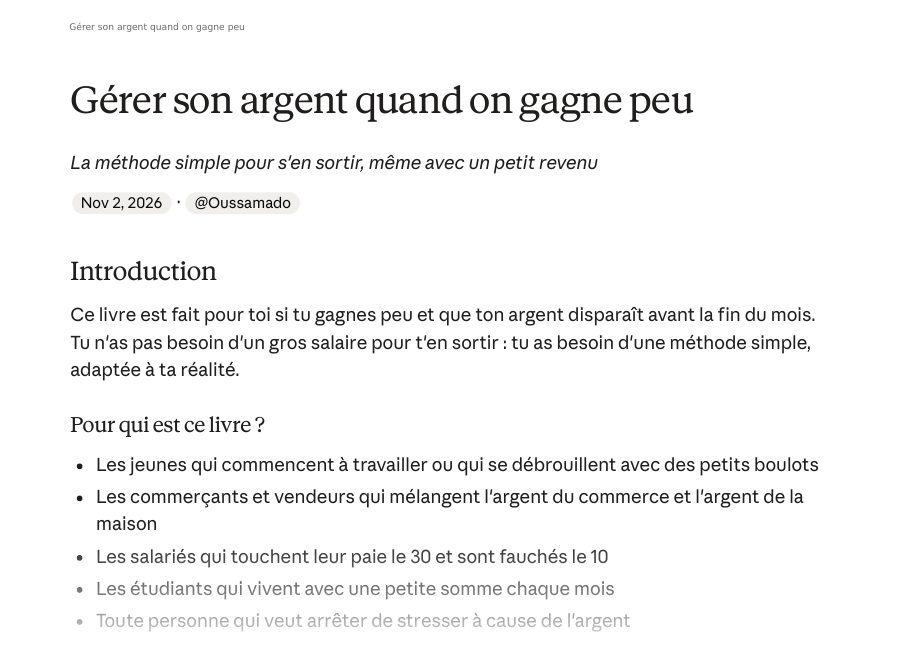 Gérer son argent quand on gagne peu
Gérer son argent quand on gagne peu
La méthode simple pour s'en sortir, même avec un petit revenu
Nov 2, 2026 · @Oussamado
Introduction
Ce livre est fait pour toi si tu gagnes peu et que ton argent disparaît avant la fin du mois.
Tu n'as pas besoin d'un gros salaire pour t'en sortir : tu as besoin d'une méthode simple,
adaptée à ta réalité.
Pour qui est ce livre ?
• Les jeunes qui commencent à travailler ou qui se débrouillent avec des petits boulots
• Les commerçants et vendeurs qui mélangent l'argent du commerce et l'argent de la
maison
• Les salariés qui touchent leur paie le 30 et sont fauchés le 10
• Les étudiants qui vivent avec une petite somme chaque mois
• Toute personne qui veut arrêter de stresser à cause de l'argent